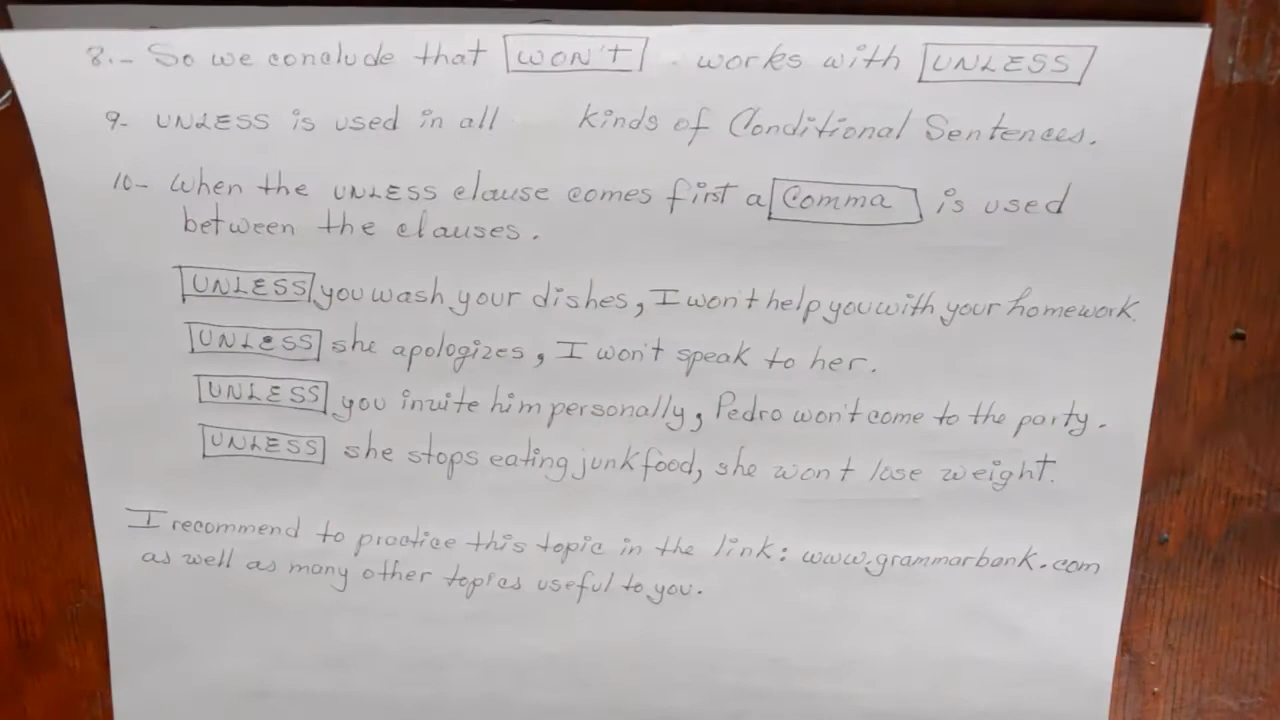 8.- So we conclude that WON'T works with UNLESS
9- UNLESS is used in all kinds of Conditional Sentences.
10- When the UNLESS clause comes first a Comma is used
between the clauses.
UNLESS you wash your dishes, I won't help you with your homework.
UNLESS she apologizes, I won't speak to her.
UNLESS you invite him personally, Pedro won't come to the party.
UNLESS she stops eating junk food, she won't lose weight.
I recommend to practice this topic in the link: www.grammarbank.com
as well as many other topics useful to you.